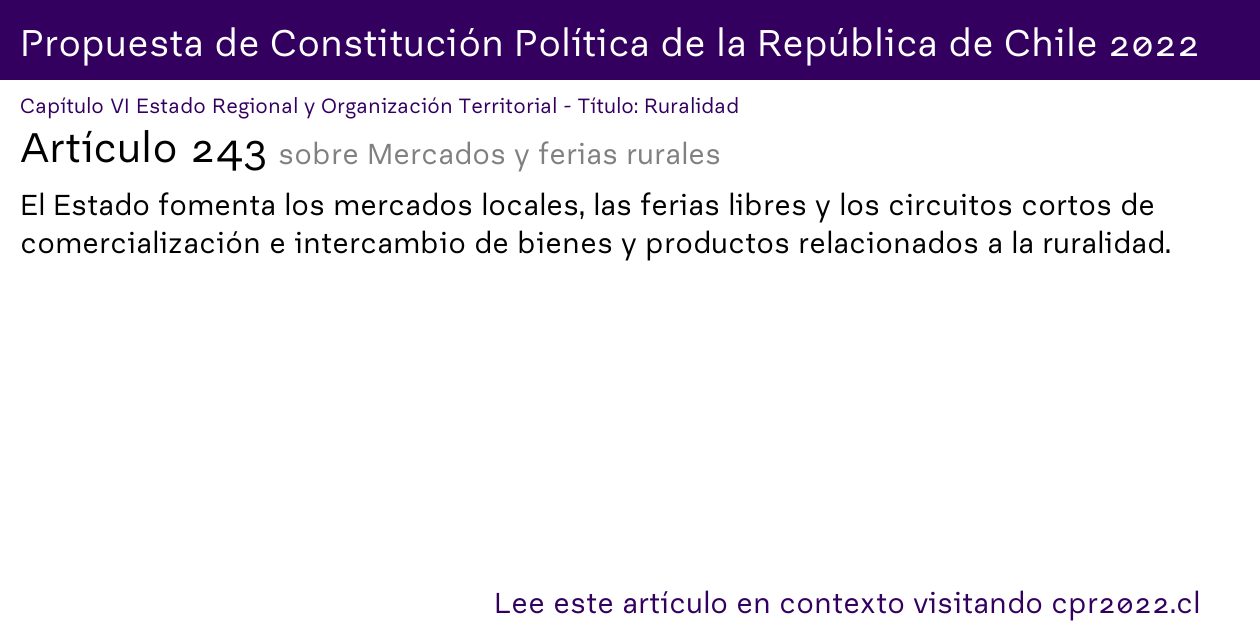 Propuesta de Constitución Política de la República de Chile 2022
Capítulo VI Estado Regional y Organización Territorial - Título: Ruralidad
Artículo 243 sobre Mercados y ferias rurales
El Estado fomenta los mercados locales, las ferias libres y los circuitos cortos de
comercialización e intercambio de bienes y productos relacionados a la ruralidad.
Lee este artículo en contexto visitando cpr2022.cl